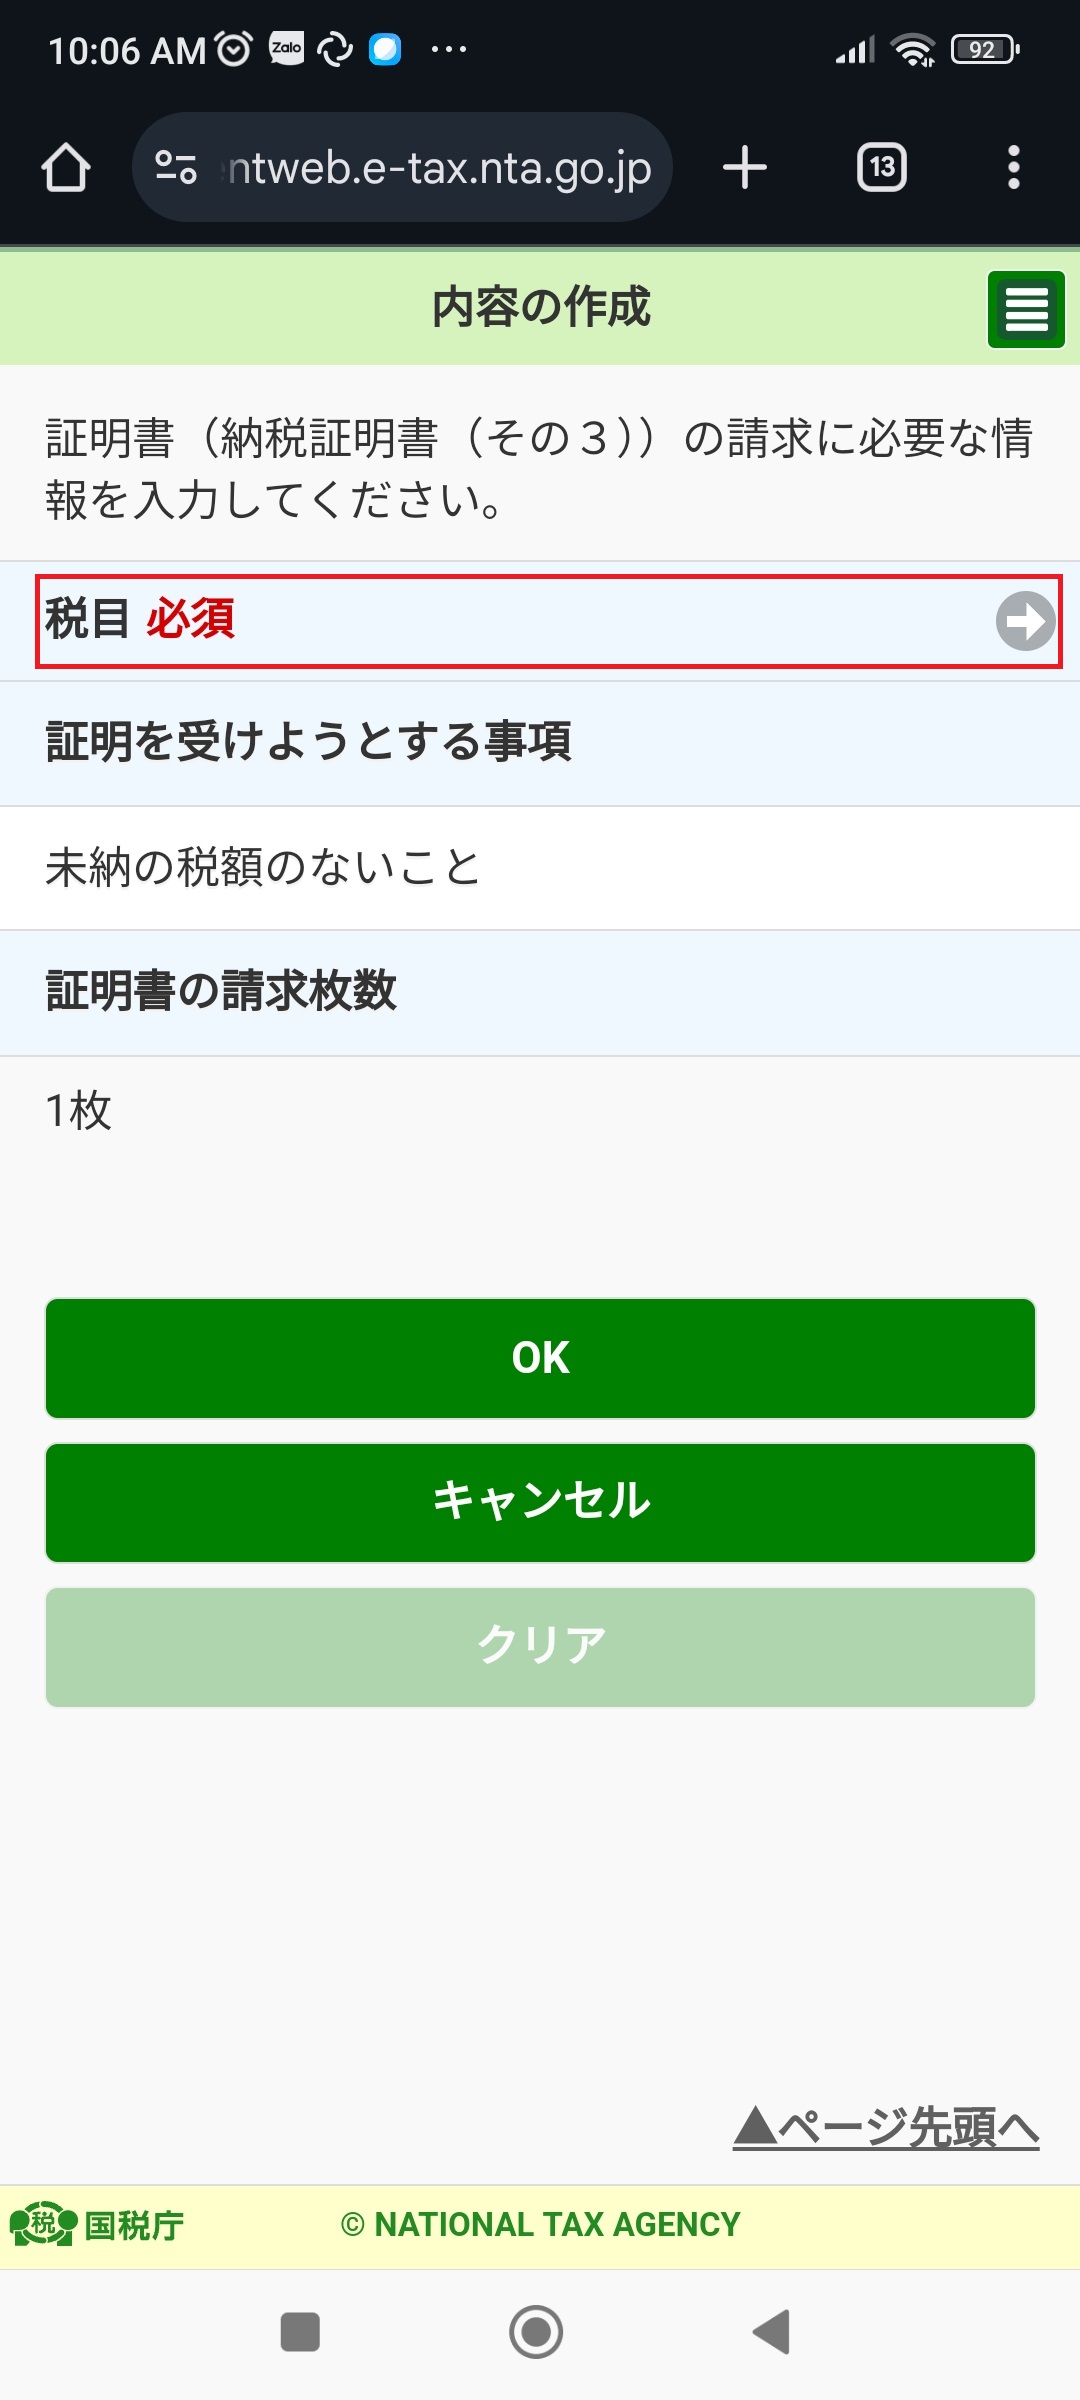 10:06 AM Zalo ... 92
ntweb.e-tax.nta.go.jp 13
内容の作成
証明書（納税証明書（その３））の請求に必要な情
報を入力してください。
税目 必須
証明を受けようとする事項
未納の税額のないこと
証明書の請求枚数
1枚
OK
キャンセル
クリア
▲ページ先頭へ
税 国税庁 © NATIONAL TAX AGENCY